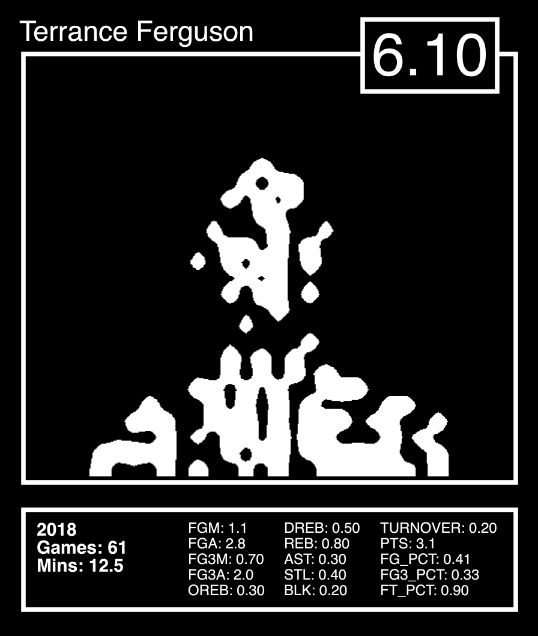 Terrance Ferguson
6.10
2018
Games: 61
Mins: 12.5
FGM: 1.1
FGA: 2.8
FG3M: 0.70
FG3A: 2.0
OREB: 0.30
DREB: 0.50
REB: 0.80
AST: 0.30
STL: 0.40
BLK: 0.20
TURNOVER: 0.20
PTS: 3.1
FG_PCT: 0.41
FG3_PCT: 0.33
FT_PCT: 0.90